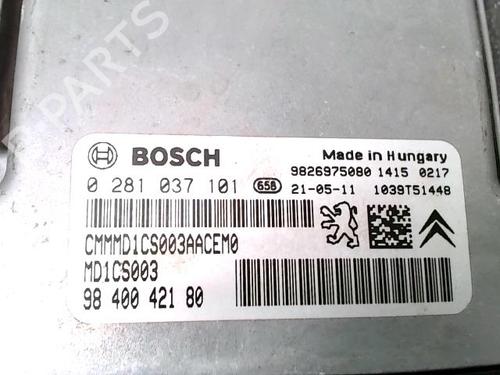 B PARTS
BOSCH
Made in Hungary
9826975080 1415 0217
0 281 037 101 658 21-05-11 1039T51448
CMMMD1CS003AACEM0
MD1CS003
98 400 421 80